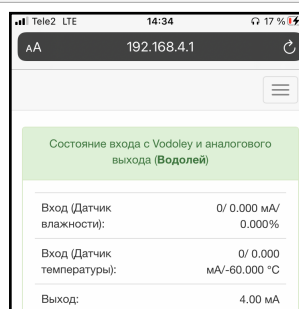 Tele2 LTE 14:34 17 %
AA 192.168.4.1
Состояние входа с Vodoley и аналогового
выхода (Водолей)
Вход (Датчик 0/ 0.000 мА/
влажности): 0.000%
Вход (Датчик 0/ 0.000
температуры): мА/-60.000 °C
Выход: 4.00 мА